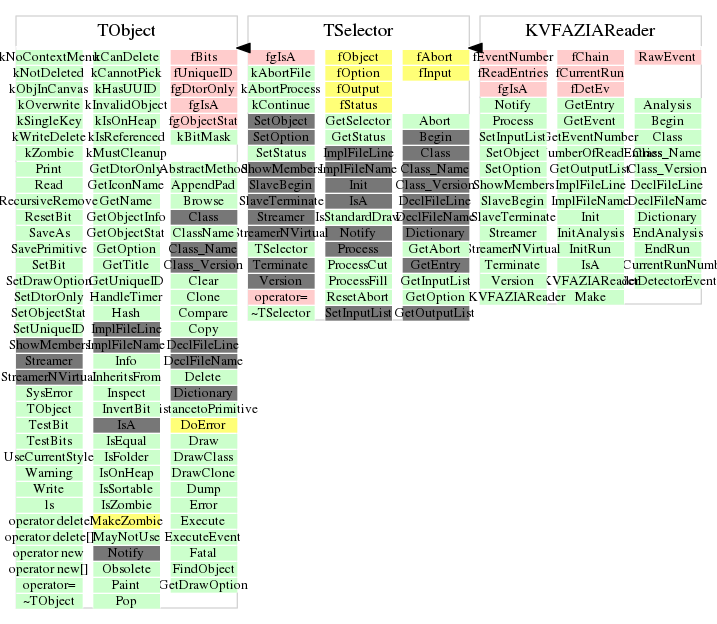 TObject
kNoContextMenu kCanDelete fBits
kNotDeleted kCannotPick fUniqueID
kObjInCanvas kHasUUID fgDtorOnly
kOverwrite kInvalidObject fgIsA
kSingleKey kIsOnHeap fgObjectStat
kWriteDelete kIsReferenced kBitMask
kZombie kMustCleanup
Print GetDtorOnly AbstractMethod
Read GetIconName AppendPad
RecursiveRemove GetName Browse
ResetBit GetObjectInfo Class
SaveAs GetObjectStat ClassName
SavePrimitive GetOption Class_Name
SetBit GetTitle Class_Version
SetDrawOption GetUniqueID Clear
SetDtorOnly HandleTimer Clone
SetObjectStat Hash Compare
SetUniqueID ImplFileLine Copy
ShowMembers ImplFileName DeclFileLine
Streamer Info DeclFileName
StreamerNVirtual InheritsFrom Delete
SysError Inspect Dictionary
TObject InvertBit istancetoPrimitive
TestBit IsA DoError
TestBits IsEqual Draw
UseCurrentStyle IsFolder DrawClass
Warning IsOnHeap DrawClone
Write IsSortable Dump
ls IsZombie Error
operator delete MakeZombie Execute
operator delete[] MayNotUse ExecuteEvent
operator new Notify Fatal
operator new[] Obsolete FindObject
operator= Paint GetDrawOption
~TObject Pop
TSelector
fgIsA fObject fAbort
kAbortFile fOption fInput
kAbortProcess fOutput
kContinue fStatus
SetObject GetSelector Abort
SetOption GetStatus Begin
SetStatus ImplFileLine Class
ShowMembers ImplFileName Class_Name
SlaveBegin Init Class_Version
SlaveTerminate IsA DeclFileLine
Streamer IsStandardDraw DeclFileName
StreamerNVirtual Notify Dictionary
TSelector Process GetAbort
Terminate ProcessCut GetEntry
Version ProcessFill GetInputList
operator= ResetAbort GetOption
~TSelector SetInputList GetOutputList
KVFAZIAReader
fEventNumber fChain RawEvent
fReadEntries fCurrentRun
fgIsA fDetEv
Notify GetEntry Analysis
Process GetEvent Begin
SetInputList GetEventNumber Class
SetObject umberOfReadEntries Class_Name
SetOption GetOutputList Class_Version
ShowMembers ImplFileLine DeclFileLine
SlaveBegin ImplFileName DeclFileName
SlaveTerminate Init Dictionary
Streamer InitAnalysis EndAnalysis
StreamerNVirtual InitRun EndRun
Terminate IsA CurrentRunNumb
Version KVFAZIAReader DetectorEvent
KVFAZIAReader Make